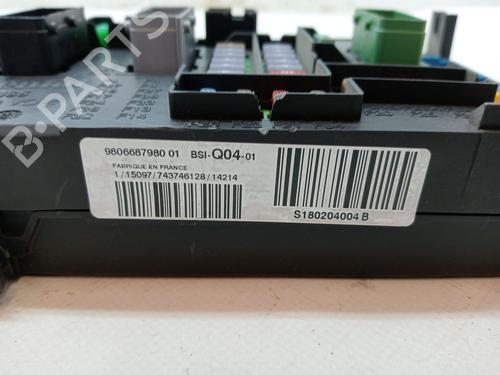 B-PARTS
9806687980 01 BSI-Q04-01
FABRIQUE EN FRANCE
1/15097/743746128/14214
S180204004 B